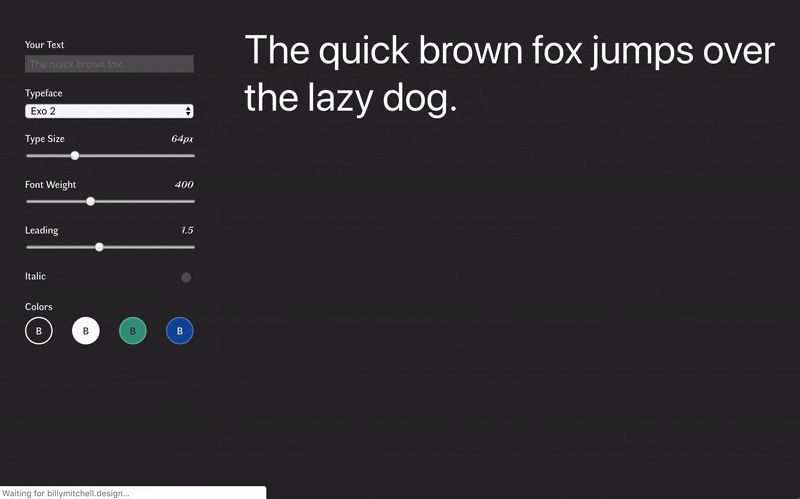 Your Text
The quick brown fox...
Typeface
Exo 2
Type Size 64px
Font Weight 400
Leading 1.5
Italic
Colors
B B B B
The quick brown fox jumps over
the lazy dog.
Waiting for billymitchell.design...